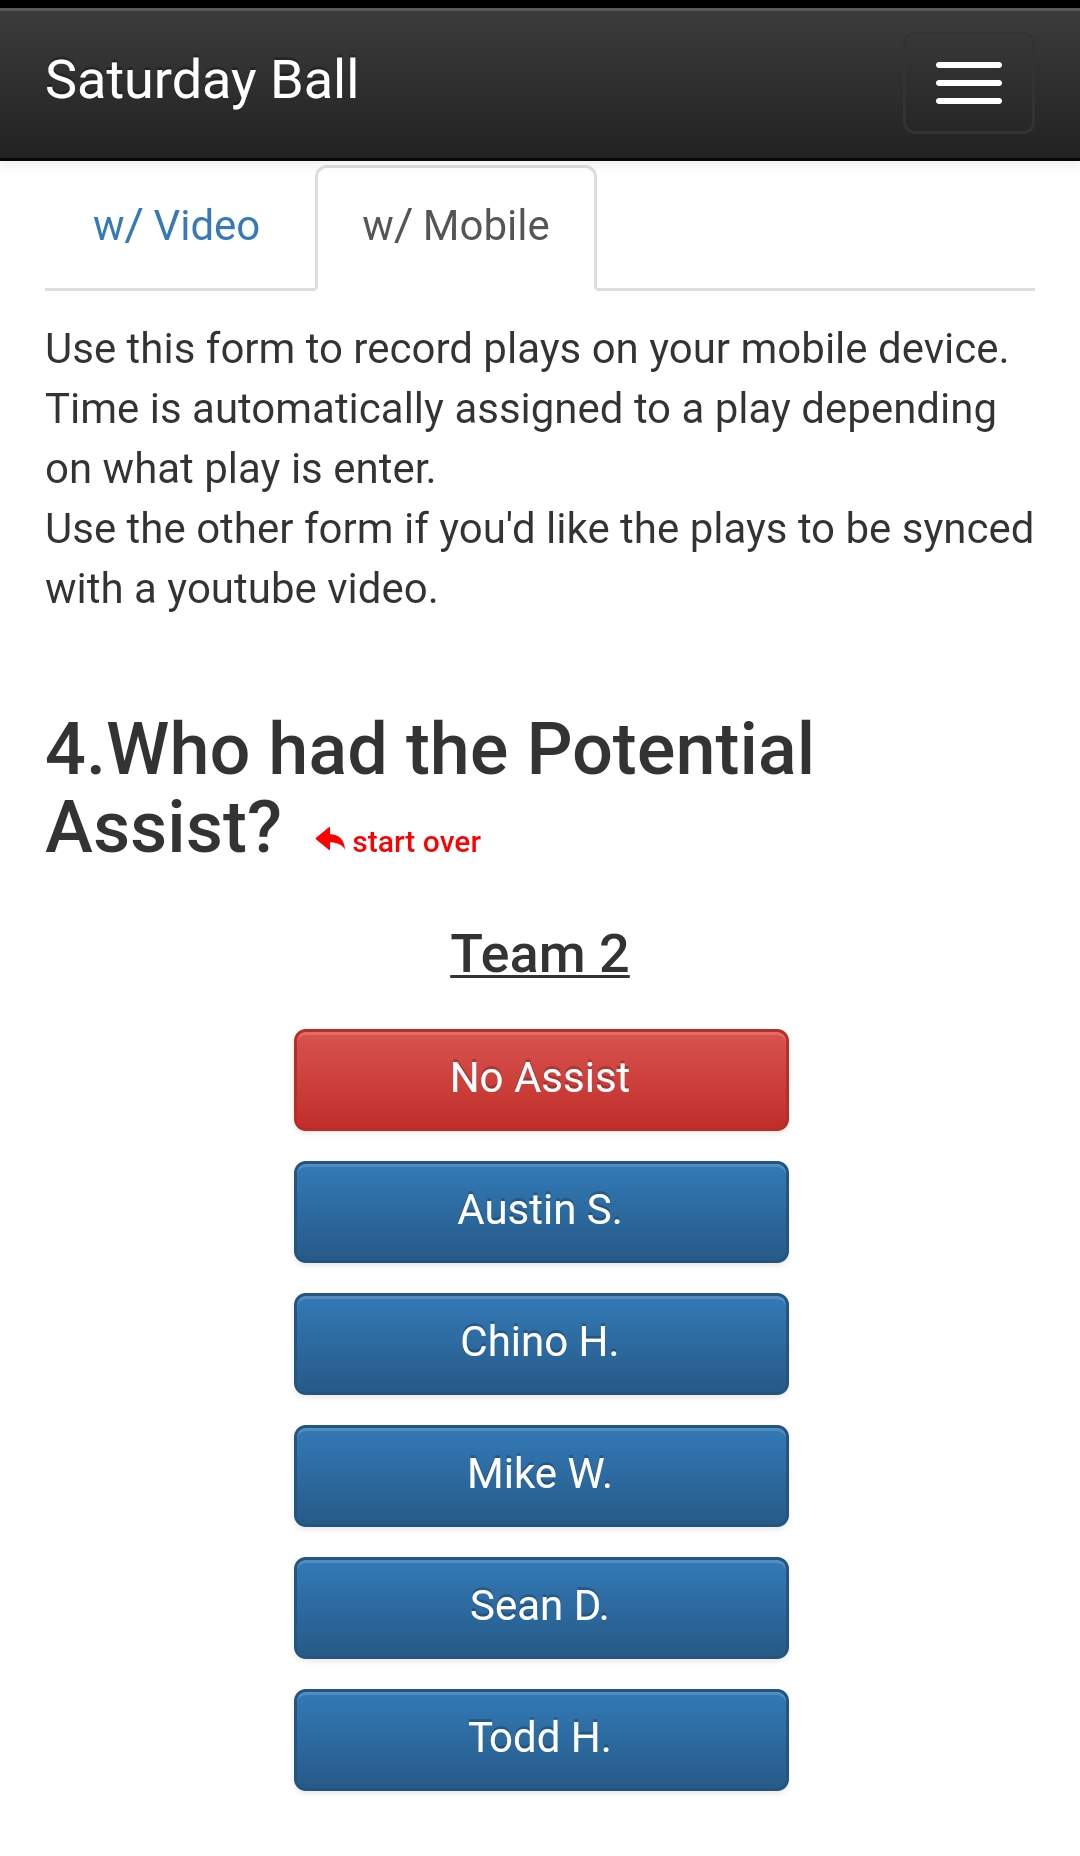 Saturday Ball
w/ Video
w/ Mobile
Use this form to record plays on your mobile device.
Time is automatically assigned to a play depending
on what play is enter.
Use the other form if you'd like the plays to be synced
with a youtube video.
4.Who had the Potential
Assist? start over
Team 2
No Assist
Austin S.
Chino H.
Mike W.
Sean D.
Todd H.